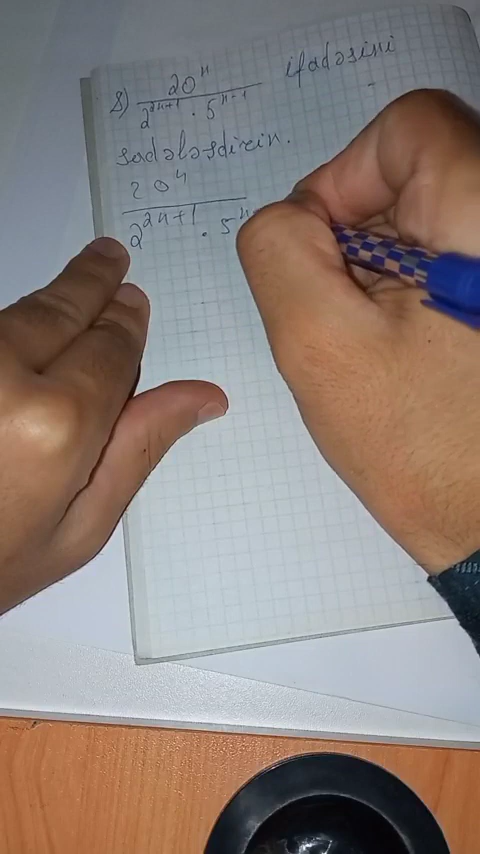 8) 20ⁿ / 2²ⁿ⁺¹ · 5ⁿ⁻¹ ifadəsini
sadələşdirin.
20ⁿ / 2²ⁿ⁺¹ · 5ⁿ